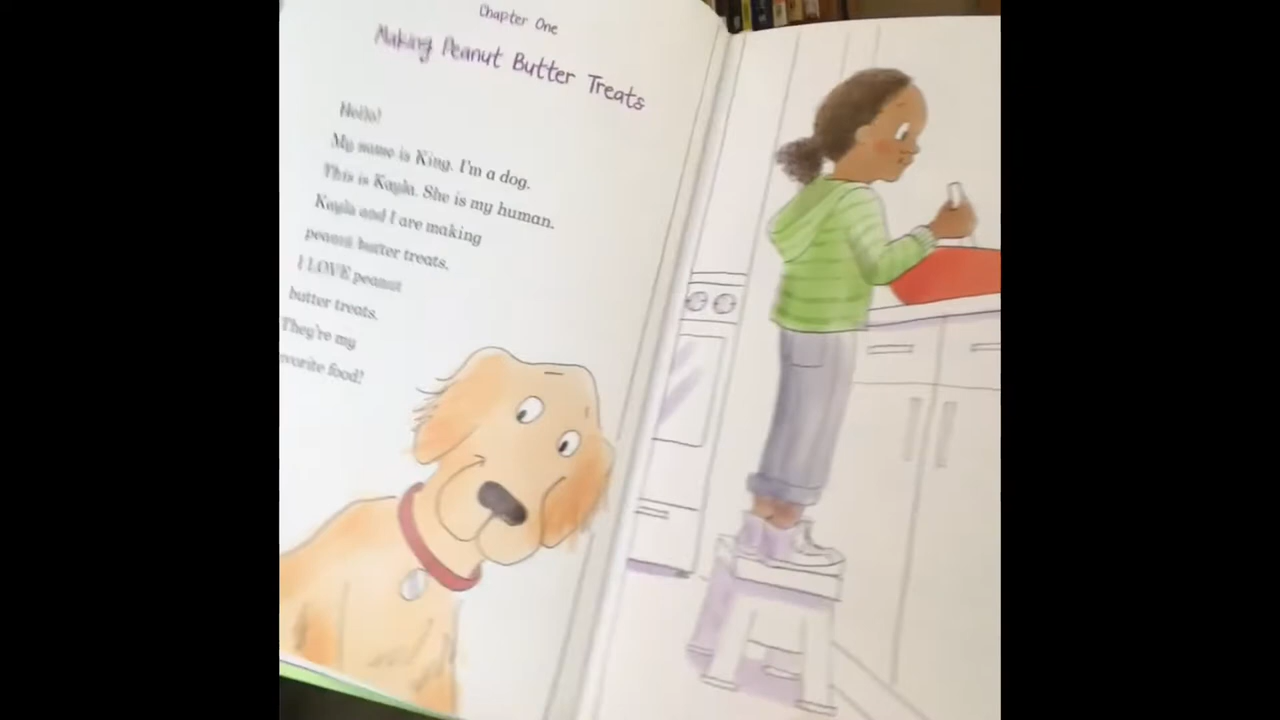 Chapter One
Making Peanut Butter Treats
Hello!
My name is King. I'm a dog.
This is Kayla. She is my human.
Kayla and I are making
peanut butter treats.
I LOVE peanut
butter treats.
They're my
vorite food!